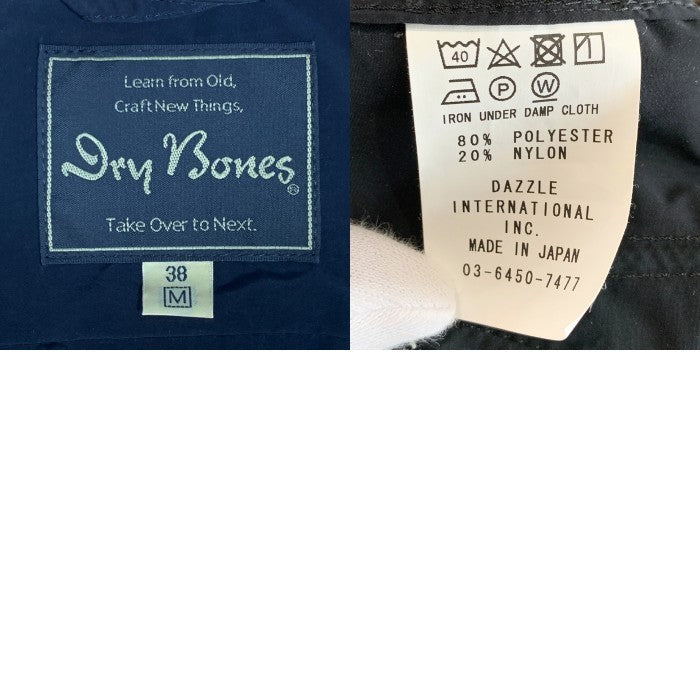 Learn from Old,
Craft New Things,
Dry Bones
®
Take Over to Next.
38
M
40
P
W
IRON UNDER DAMP CLOTH
80% POLYESTER
20% NYLON
DAZZLE
INTERNATIONAL
INC.
MADE IN JAPAN
03-6450-7477